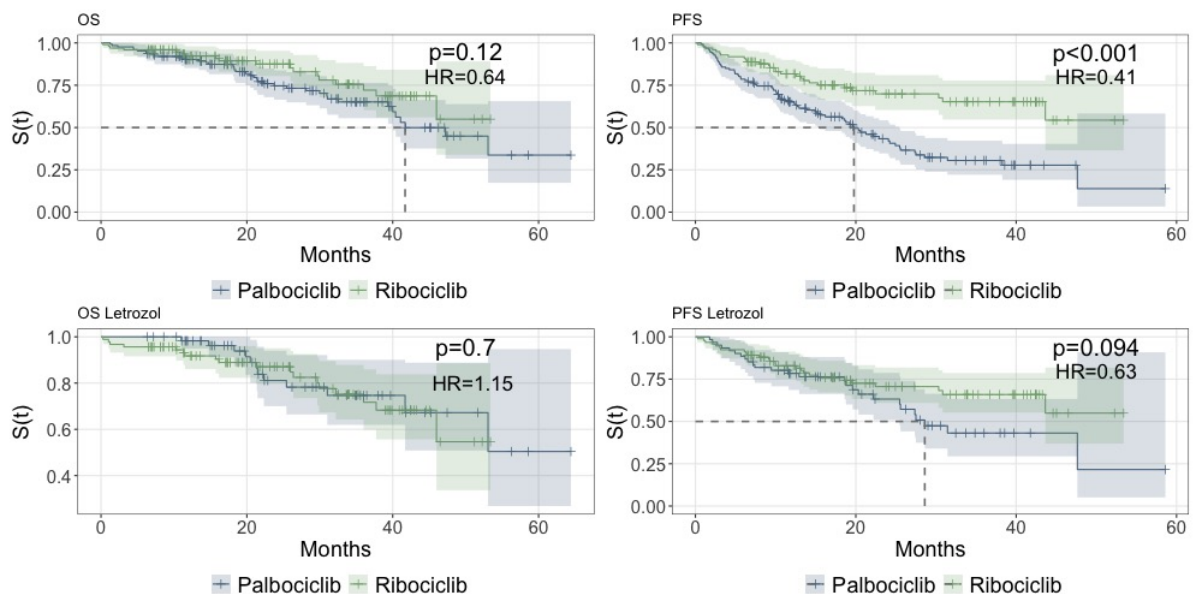 OS
1.00
0.75
0.50
0.25
0.00
S(t)
p=0.12
HR=0.64
0 20 40 60
Months
Palbociclib Ribociclib
PFS
1.00
0.75
0.50
0.25
0.00
S(t)
p<0.001
HR=0.41
0 20 40 60
Months
Palbociclib Ribociclib
OS Letrozol
1.0
0.8
0.6
0.4
S(t)
p=0.7
HR=1.15
0 20 40 60
Months
Palbociclib Ribociclib
PFS Letrozol
1.00
0.75
0.50
0.25
0.00
S(t)
p=0.094
HR=0.63
0 20 40 60
Months
Palbociclib Ribociclib